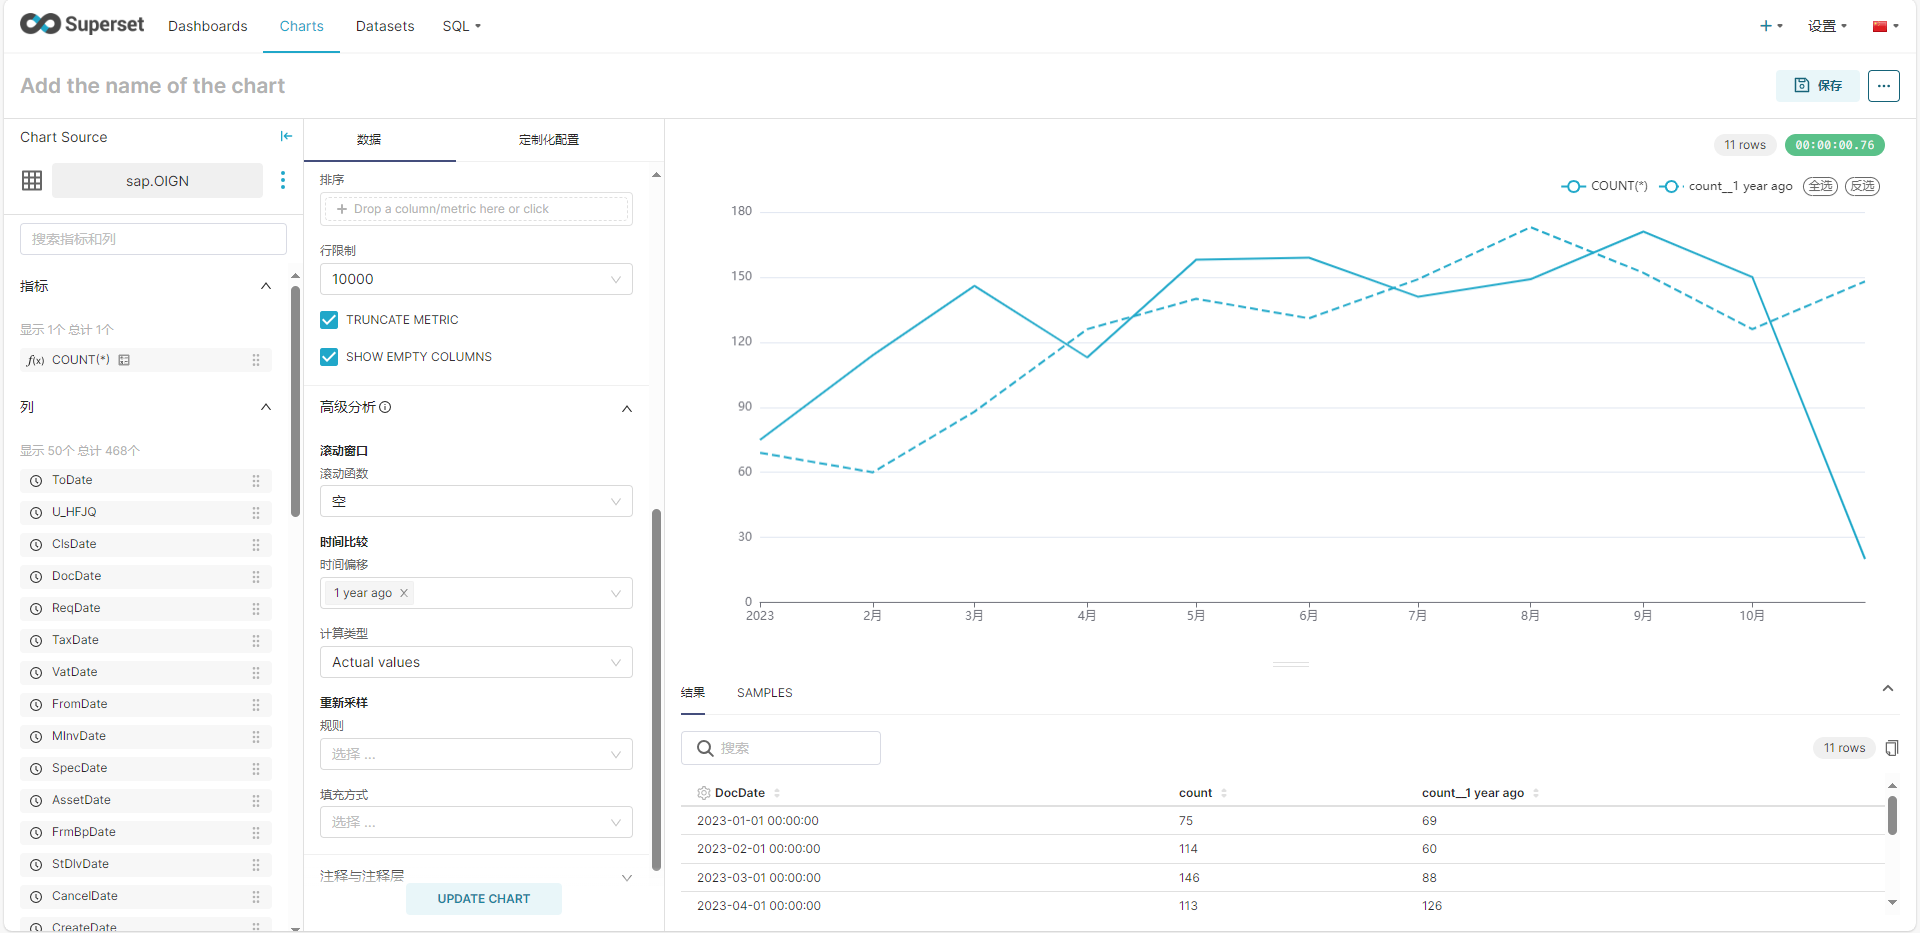 Superset
Dashboards
Charts
Datasets
SQL
+
设置
Add the name of the chart
保存
...
Chart Source
sap.OIGN
搜索指标和列
指标
显示 1个 总计 1个
f(x) COUNT(*)
列
显示 50个 总计 468个
ToDate
U_HFJQ
ClsDate
DocDate
ReqDate
TaxDate
VatDate
FromDate
MInvDate
SpecDate
AssetDate
FrmBpDate
StDlvDate
CancelDate
CreateDate
数据
定制化配置
排序
+ Drop a column/metric here or click
行限制
10000
TRUNCATE METRIC
SHOW EMPTY COLUMNS
高级分析
滚动窗口
滚动函数
空
时间比较
时间偏移
1 year ago ×
计算类型
Actual values
重新采样
规则
选择 ...
填充方式
选择 ...
注释与注释层
UPDATE CHART
11 rows
00:00:00.76
COUNT(*)
count__1 year ago
全选
反选
180
150
120
90
60
30
0
2023
2月
3月
4月
5月
6月
7月
8月
9月
10月
结果
SAMPLES
搜索
11 rows
DocDate count count__1 year ago
2023-01-01 00:00:00 75 69
2023-02-01 00:00:00 114 60
2023-03-01 00:00:00 146 88
2023-04-01 00:00:00 113 126